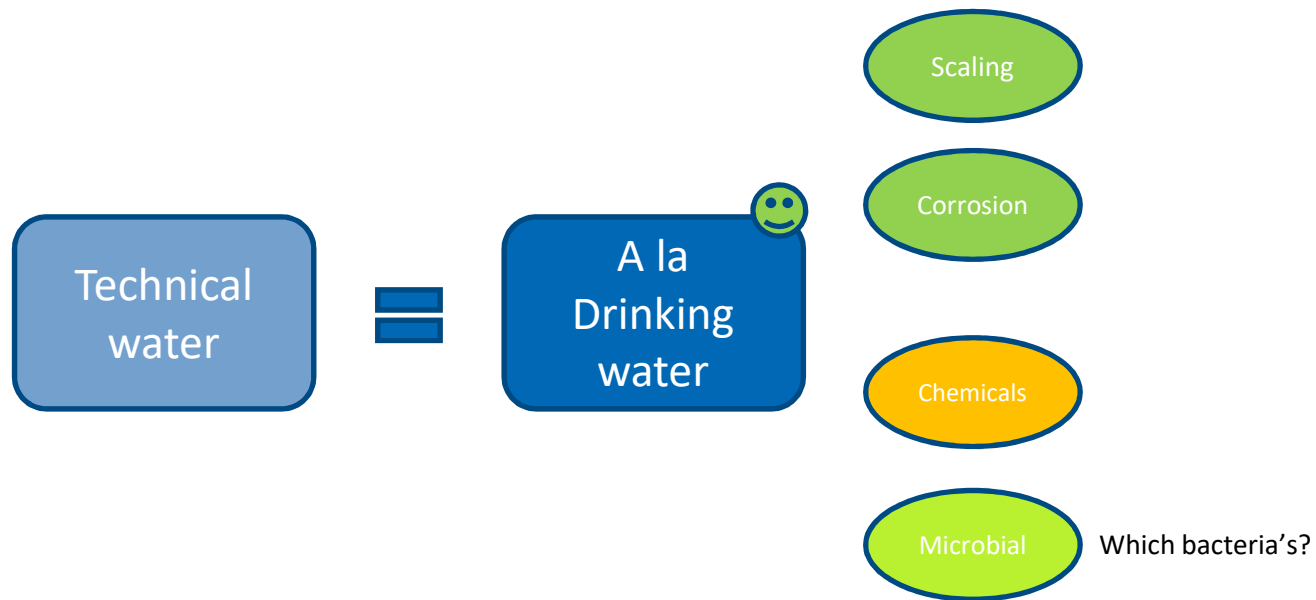 Technical
water
A la
Drinking
water
Scaling
Corrosion
Chemicals
Microbial
Which bacteria's?